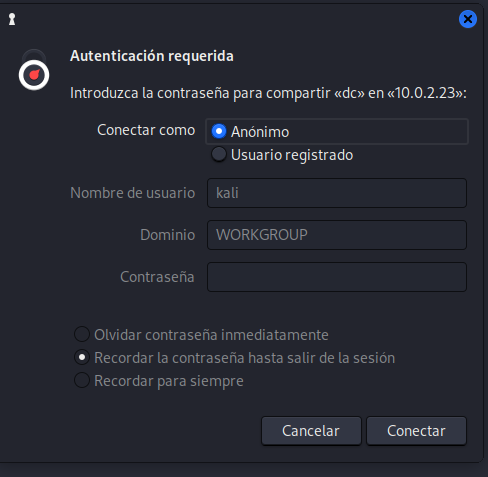 Autenticación requerida
Introduzca la contraseña para compartir «dc» en «10.0.2.23»:
Conectar como
Anónimo
Usuario registrado
Nombre de usuario kali
Dominio WORKGROUP
Contraseña
Olvidar contraseña inmediatamente
Recordar la contraseña hasta salir de la sesión
Recordar para siempre
Cancelar Conectar